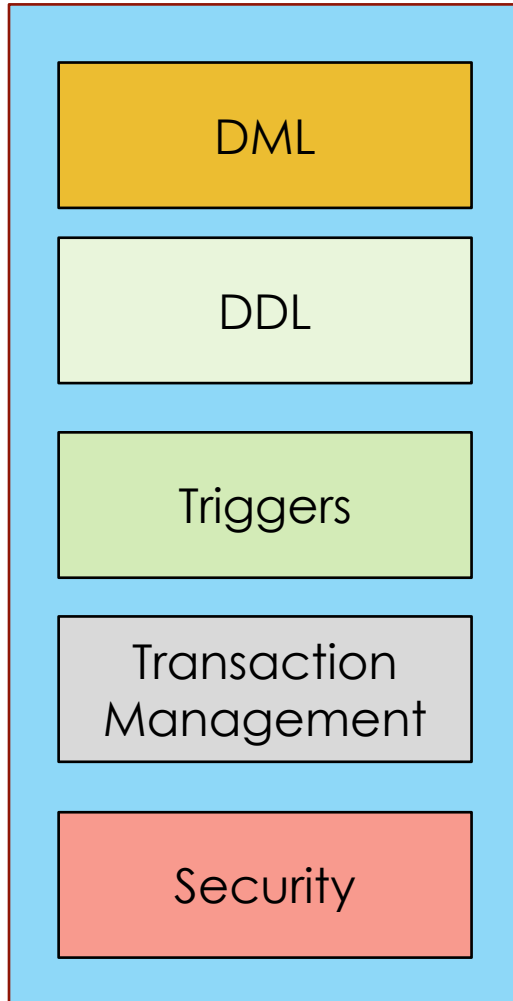 DML
DDL
Triggers
Transaction
Management
Security